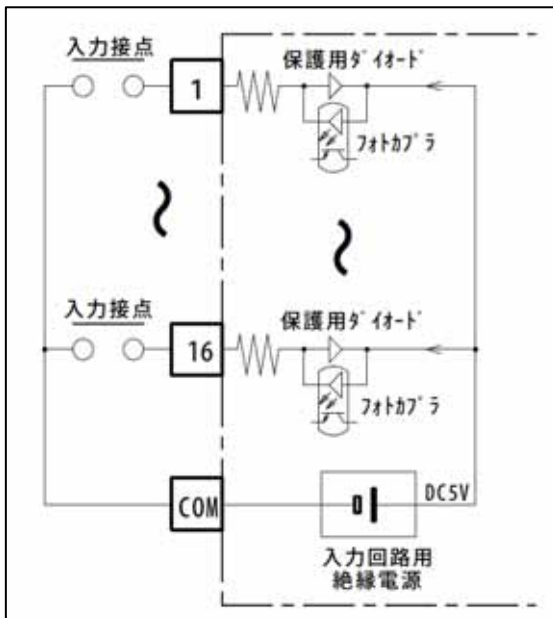 入力接点
1
保護用ﾀﾞｲｵｰﾄﾞ
ﾌｫﾄｶﾌﾟﾗ
入力接点
16
保護用ﾀﾞｲｵｰﾄﾞ
ﾌｫﾄｶﾌﾟﾗ
COM
DC5V
入力回路用
絶縁電源